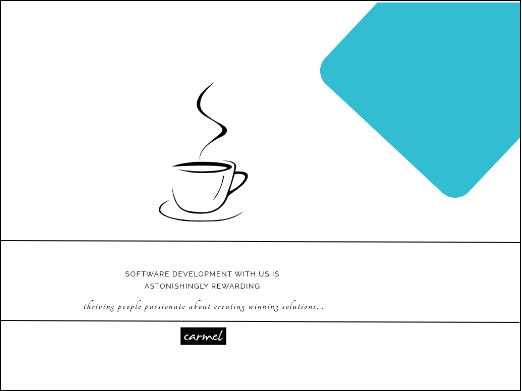 SOFTWARE DEVELOPMENT WITH US IS
ASTONISHINGLY REWARDING
thriving people passionate about creating winning solutions...
carmel